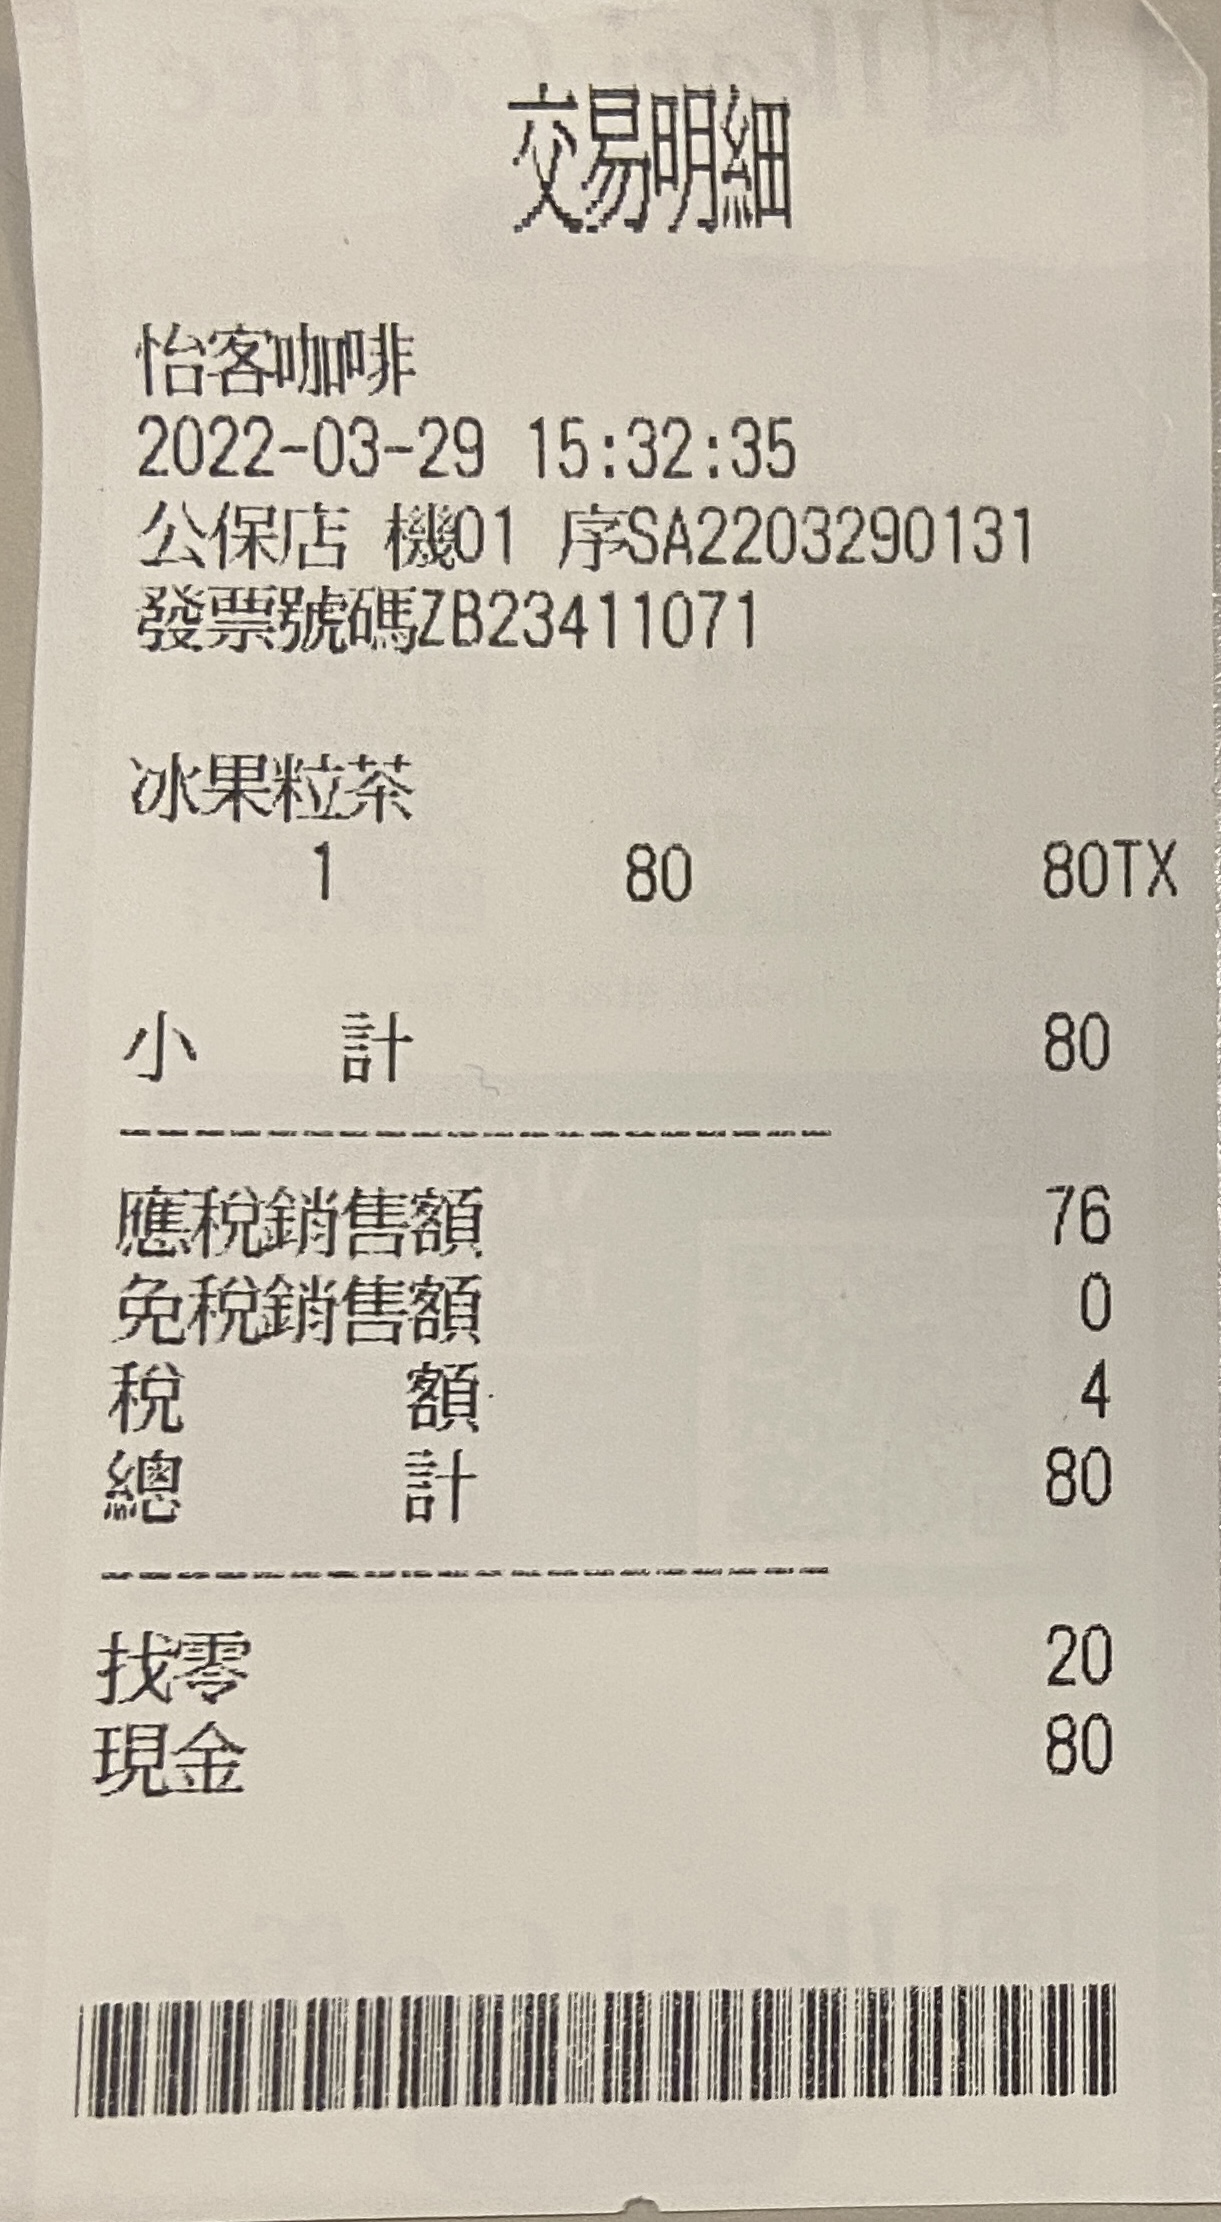 交易明細
怡客咖啡
2022-03-29 15:32:35
公保店 機01 序SA2203290131
發票號碼ZB23411071
冰果粒茶
1 80 80TX
小 計 80
應稅銷售額 76
免稅銷售額 0
稅 額 4
總 計 80
找零 20
現金 80